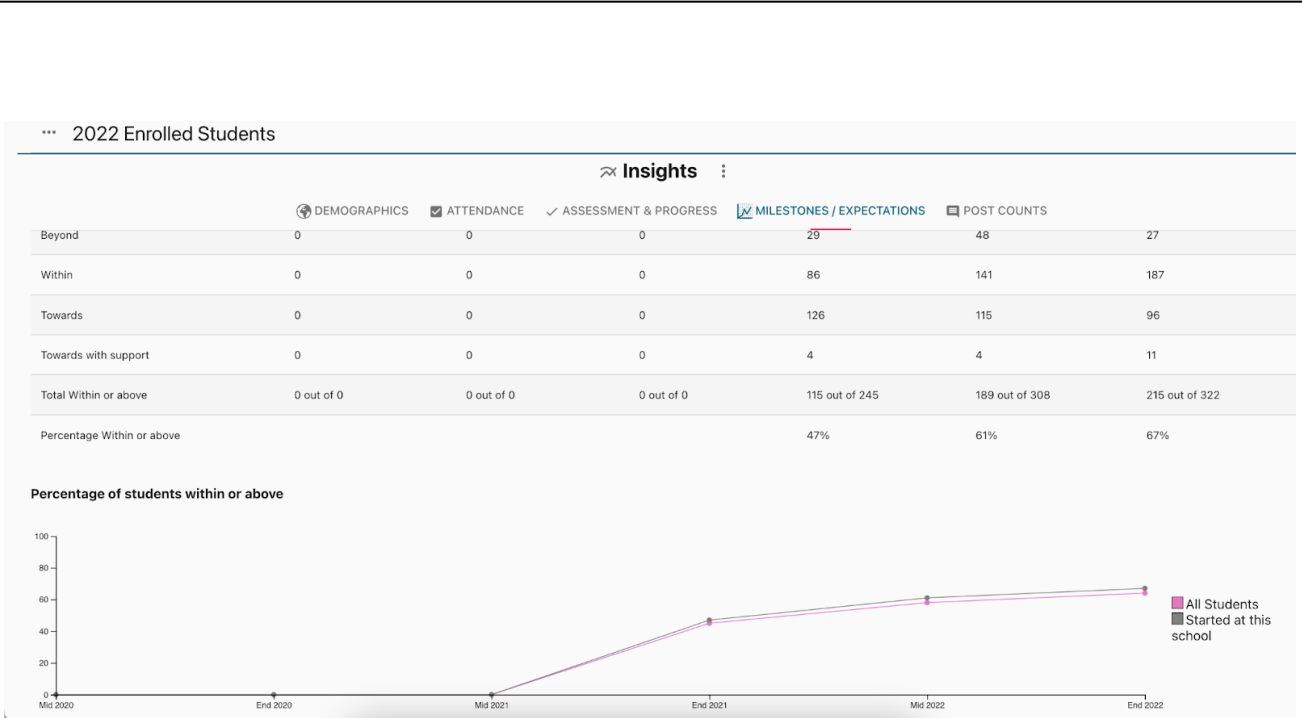 2022 Enrolled Students
Insights
DEMOGRAPHICS ATTENDANCE ASSESSMENT & PROGRESS MILESTONES / EXPECTATIONS POST COUNTS
Beyond 0 0 0 29 48 27
Within 0 0 0 86 141 187
Towards 0 0 0 126 115 96
Towards with support 0 0 0 4 4 11
Total Within or above 0 out of 0 0 out of 0 0 out of 0 115 out of 245 189 out of 308 215 out of 322
Percentage Within or above 47% 61% 67%
Percentage of students within or above
100
80
60
40
20
0
Mid 2020 End 2020 Mid 2021 End 2021 Mid 2022 End 2022
All Students
Started at this
school